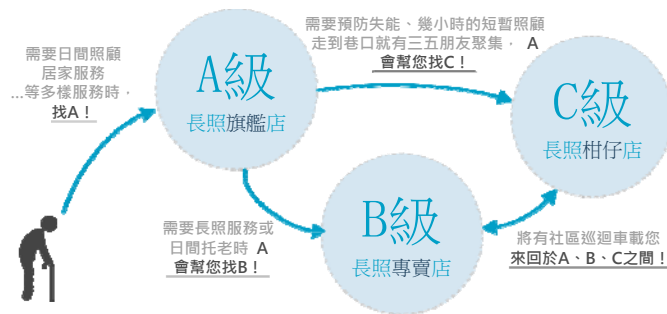 需要日間照顧
居家服務
...等多樣服務時，
找A！
A級
長照旗艦店
需要預防失能、幾小時的短暫照顧
走到巷口就有三五朋友聚集， A
會幫您找C！
C級
長照柑仔店
需要長照服務或
日間托老時 A
會幫您找B！
B級
長照專賣店
將有社區巡迴車載您
來回於A、B、C之間！